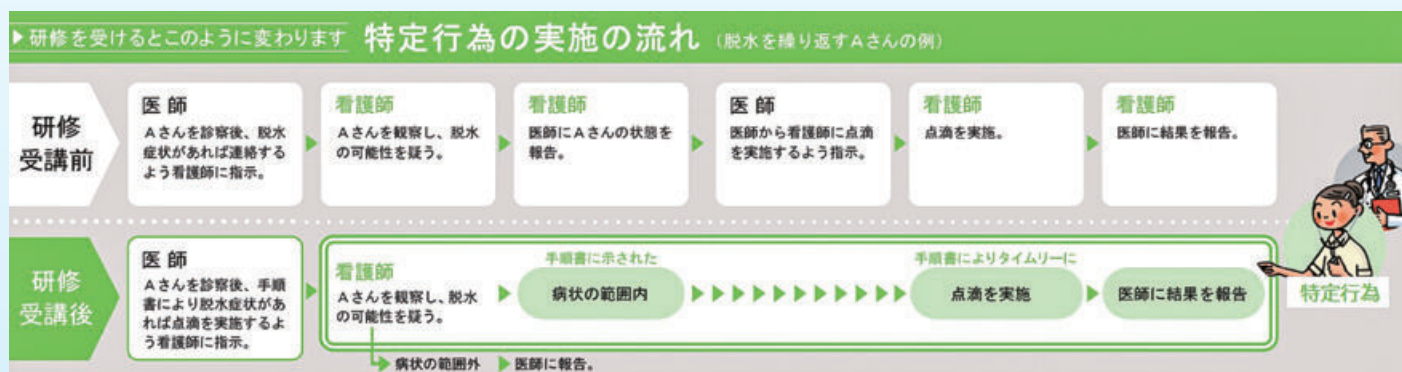 ▶研修を受けるとこのように変わります 特定行為の実施の流れ (脱水を繰り返すAさんの例)
研修
受講前
医師
Aさんを診察後、脱水
症状があれば連絡する
よう看護師に指示。
看護師
Aさんを観察し、脱水
の可能性を疑う。
看護師
医師にAさんの状態を
報告。
医師
医師から看護師に点滴
を実施するよう指示。
看護師
点滴を実施。
看護師
医師に結果を報告。
研修
受講後
医師
Aさんを診察後、手順
書により脱水症状があ
れば点滴を実施するよ
う看護師に指示。
看護師
Aさんを観察し、脱水
の可能性を疑う。
手順書に示された
病状の範囲内
手順書によりタイムリーに
点滴を実施
医師に結果を報告
特定行為
病状の範囲外 ▶医師に報告。